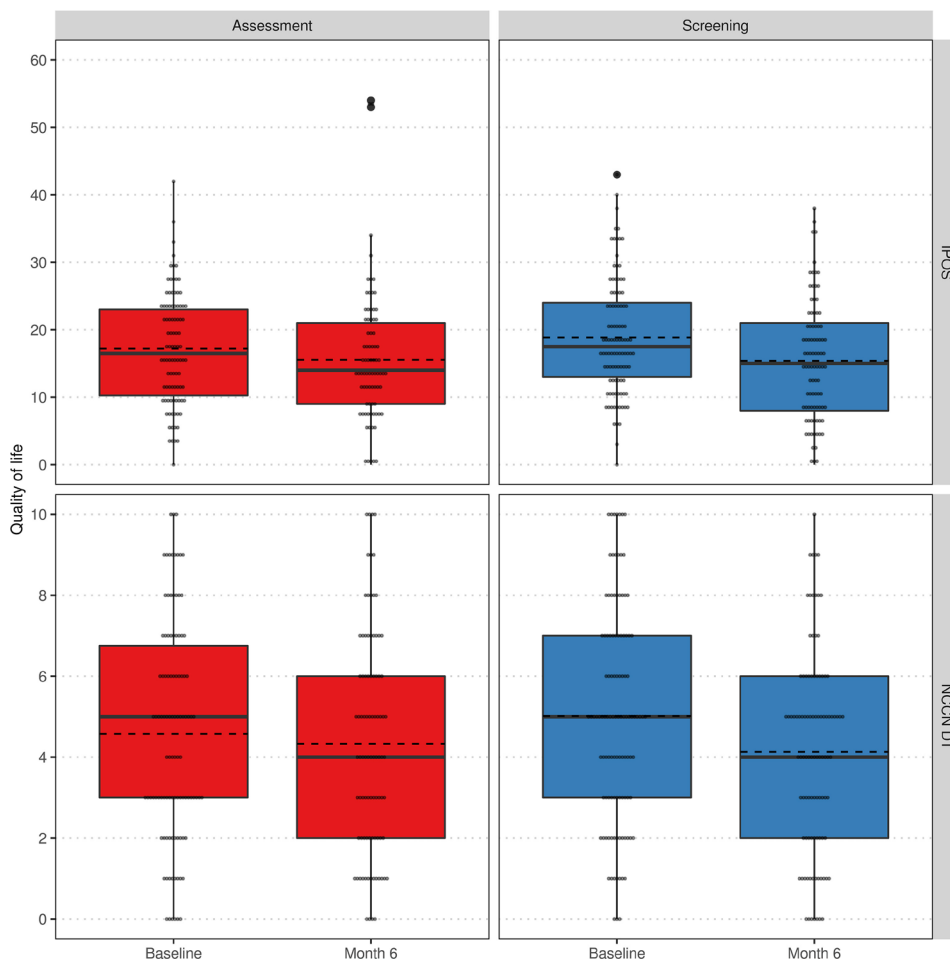 Assessment
Screening
Quality of life
60
50
40
30
20
10
0
IPOS
10
8
6
4
2
0
NCCN DT
Baseline
Month 6
Baseline
Month 6